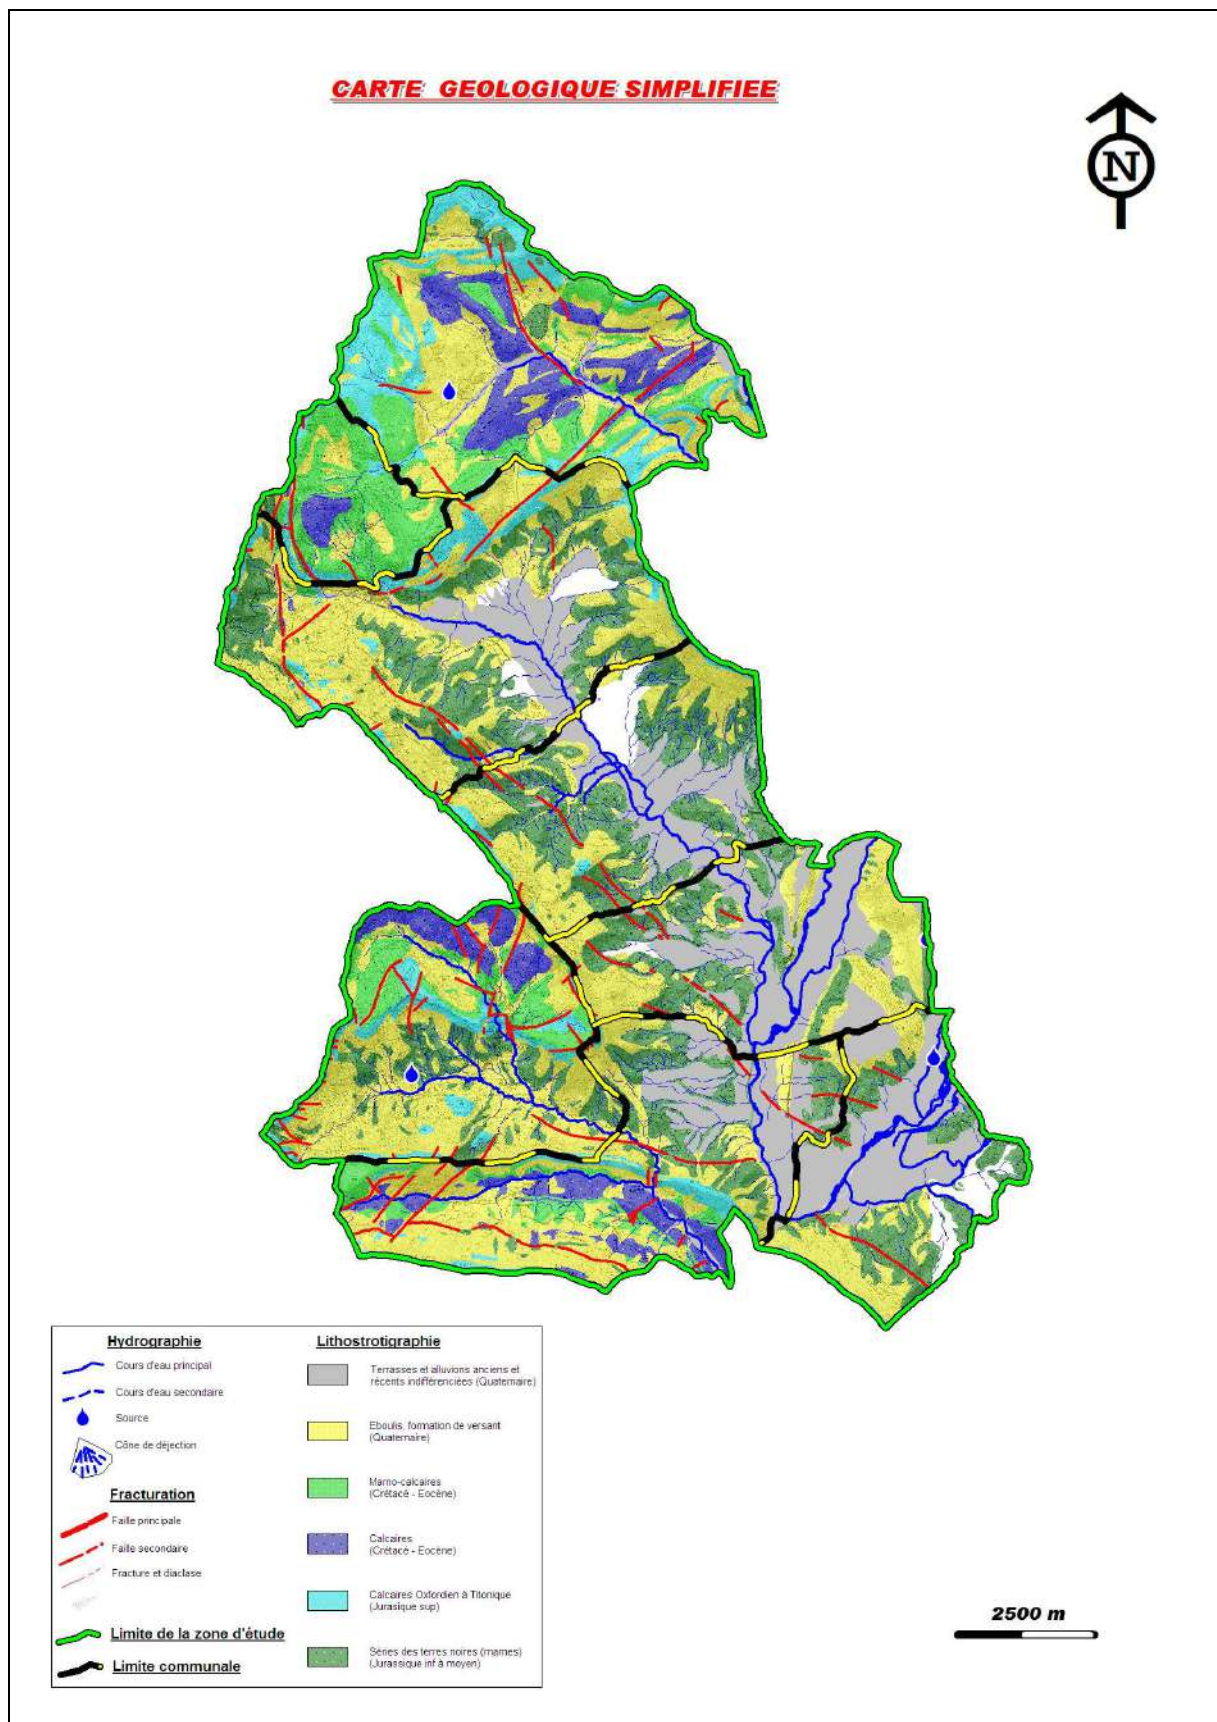 CARTE GEOLOGIQUE SIMPLIFIEE
N
Hydrographie
Cours d'eau principal
Cours d'eau secondaire
Source
Cône de déjection
Fracturation
Faille principale
Faille secondaire
Fracture et diaclase
Limite de la zone d'étude
Limite communale
Lithostrotigraphie
Terrasses et alluvions anciens et
récents indifférenciées (Quaternaire)
Eboulis, formation de versant
(Quaternaire)
Marno-calcaires
(Crétacé - Eocène)
Calcaires
(Crétacé - Eocène)
Calcaires Oxfordien à Titonique
(Jurasique sup)
Séries des terres noires (marnes)
(Jurassique inf à moyen)
2500 m